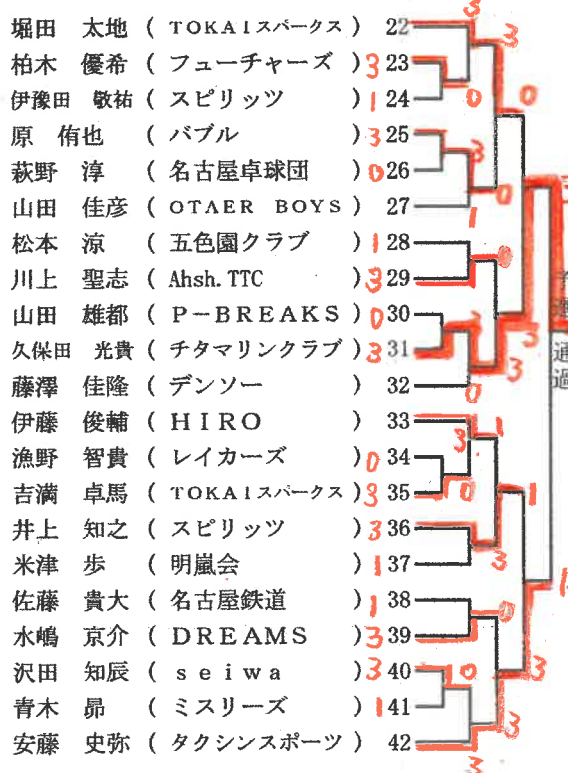 堀田 太地 ( TOKAIスパークス ) 22 3 3
柏木 優希 ( フューチャーズ ) 3 23
伊豫田 敬祐 ( スピリッツ ) 1 24 0 0
原 侑也 ( バブル ) 3 25 3
萩野 淳 ( 名古屋卓球団 ) 0 26 0
山田 佳彦 ( OTAER BOYS ) 27 1
松本 涼 ( 五色園クラブ ) 1 28 0
川上 聖志 ( Ahsh.TTC ) 3 29
山田 雄都 ( P-BREAKS ) 0 30 3 3
久保田 光貴 ( チタマリンクラブ ) 3 31 3
藤澤 佳隆 ( デンソー ) 32 0
通過
伊藤 俊輔 ( HIRO ) 33 3 1
漁野 智貴 ( レイカーズ ) 0 34
吉満 卓馬 ( TOKAIスパークス ) 3 35 0 1
井上 知之 ( スピリッツ ) 3 36
米津 歩 ( 明嵐会 ) 1 37 3
佐藤 貴大 ( 名古屋鉄道 ) 1 38 0
水嶋 京介 ( DREAMS ) 3 39
沢田 知辰 ( seiwa ) 3 40 0 3
青木 昴 ( ミスリーズ ) 1 41
安藤 史弥 ( タクシンスポーツ ) 42 3 3